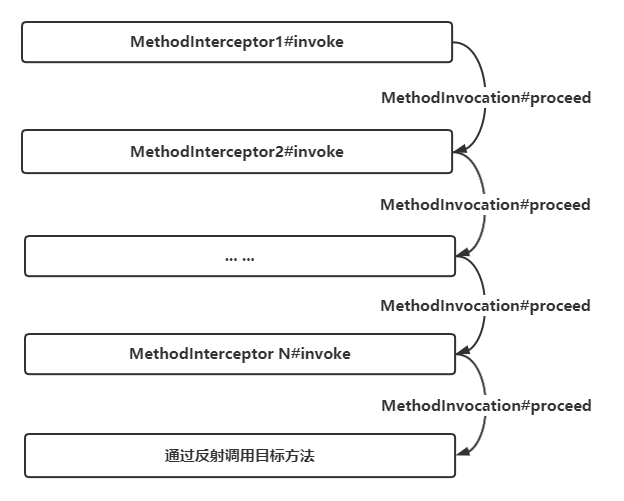 MethodInterceptor1#invoke
MethodInvocation#proceed
MethodInterceptor2#invoke
MethodInvocation#proceed
... ...
MethodInvocation#proceed
MethodInterceptor N#invoke
MethodInvocation#proceed
通过反射调用目标方法